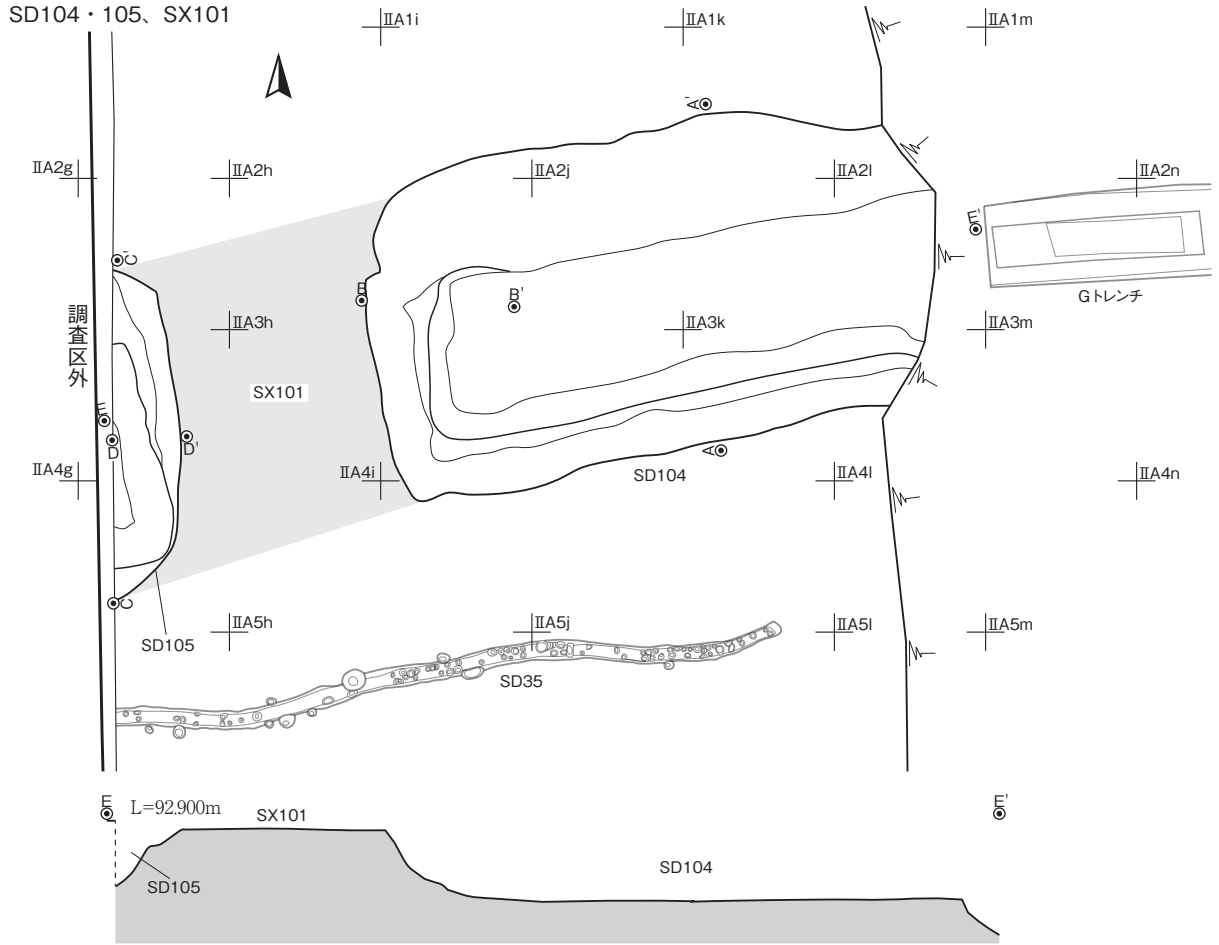 SD104・105、SX101
ⅡA1i
ⅡA1k
ⅡA1m
A'
ⅡA2g
ⅡA2h
ⅡA2j
ⅡA2l
ⅡA2n
E'
C'
B
B'
Gトレンチ
調査区外
ⅡA3h
ⅡA3k
ⅡA3m
SX101
E
D
D'
A
ⅡA4g
ⅡA4i
SD104
ⅡA4l
ⅡA4n
C
SD105
ⅡA5h
ⅡA5j
ⅡA5l
ⅡA5m
SD35
E
L=92.900m
SX101
E'
SD105
SD104